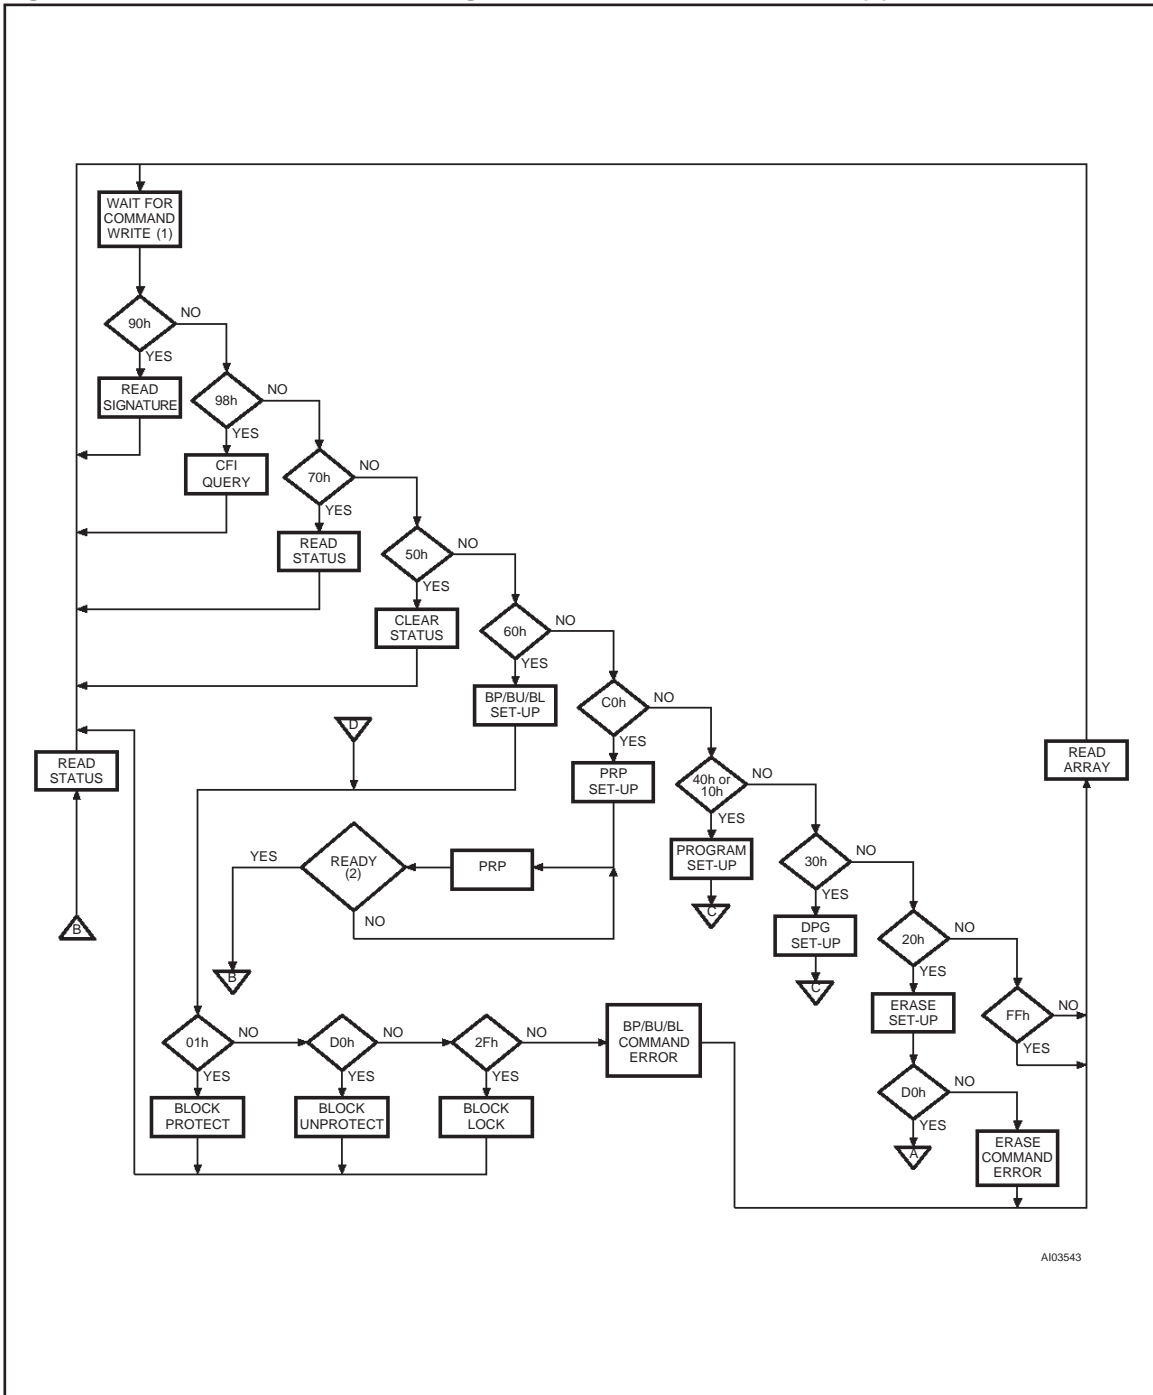 WAIT FOR
COMMAND
WRITE (1)
90h
NO
YES
READ
SIGNATURE
98h
NO
YES
CFI
QUERY
70h
NO
YES
READ
STATUS
50h
NO
YES
CLEAR
STATUS
60h
NO
YES
BP/BU/BL
SET-UP
C0h
NO
YES
PRP
SET-UP
D
READ
STATUS
B
READ
ARRAY
40h or
10h
NO
YES
PROGRAM
SET-UP
C
YES
READY
(2)
NO
PRP
B
30h
NO
YES
DPG
SET-UP
C
20h
NO
YES
ERASE
SET-UP
FFh
NO
YES
01h
NO
YES
BLOCK
PROTECT
D0h
NO
YES
BLOCK
UNPROTECT
2Fh
NO
YES
BLOCK
LOCK
BP/BU/BL
COMMAND
ERROR
D0h
NO
YES
A
ERASE
COMMAND
ERROR
AI03543